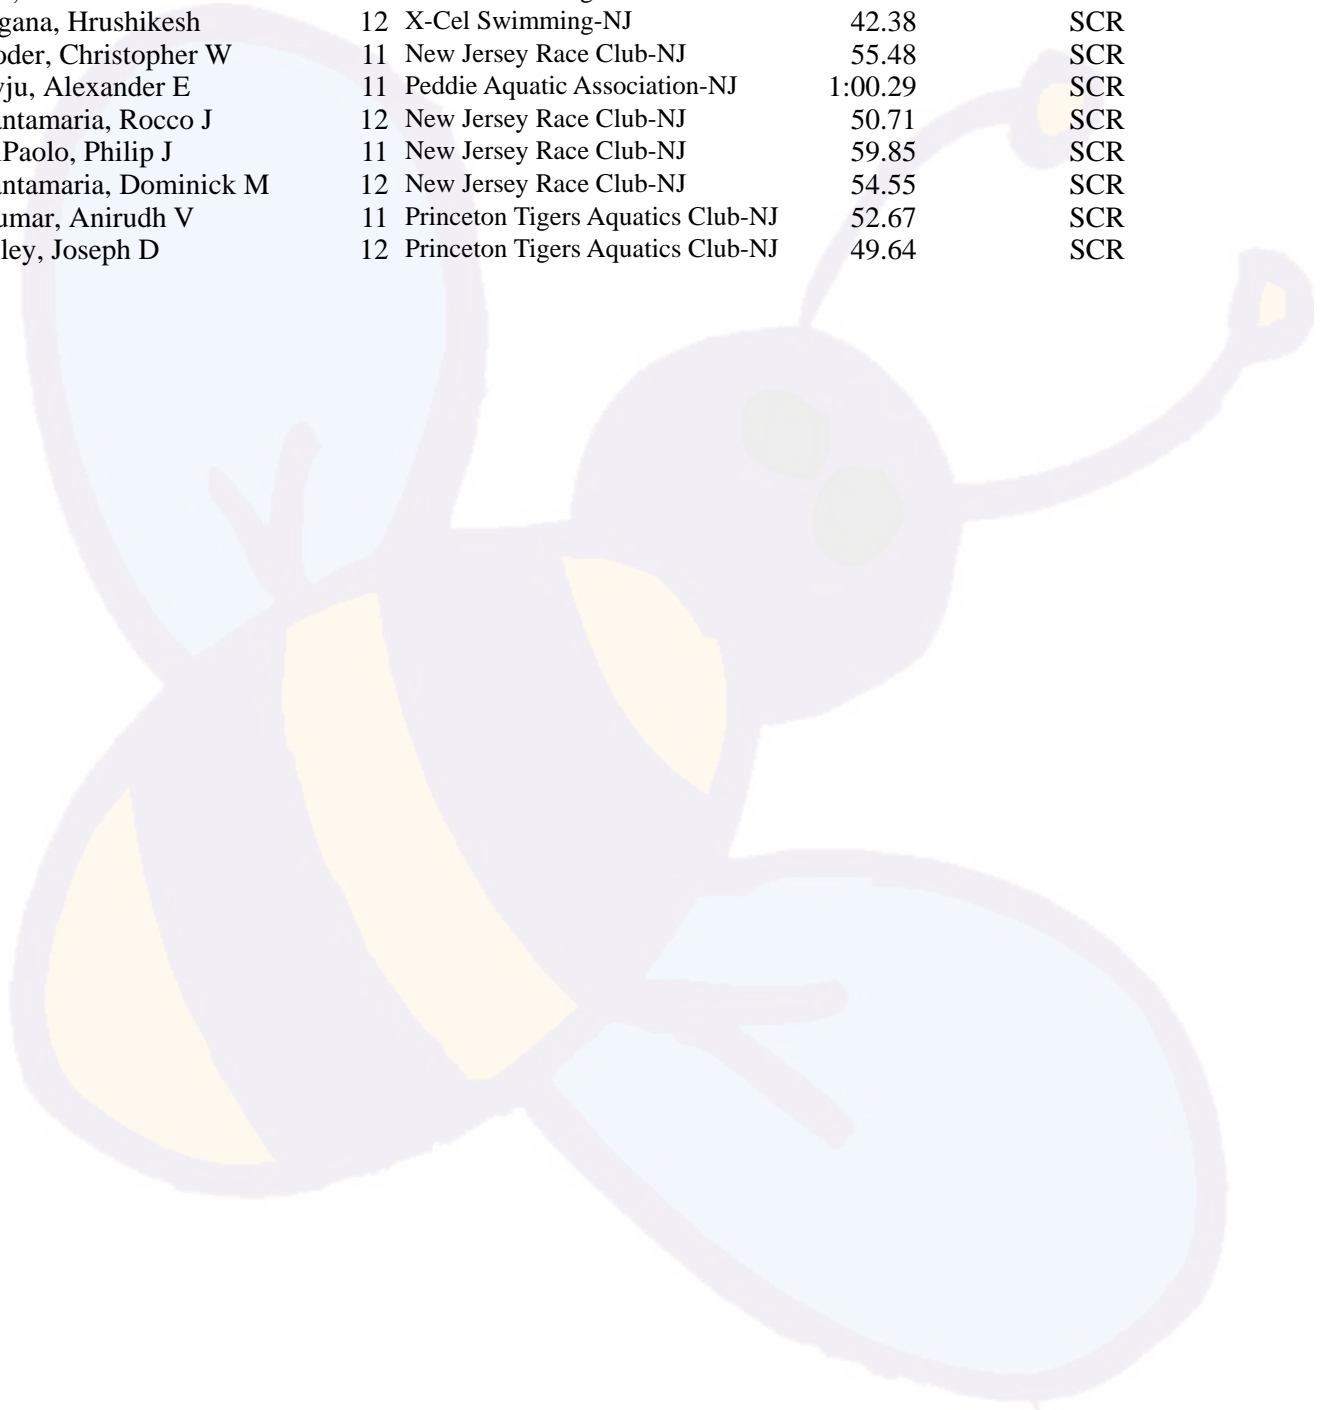 gana, Hrushikesh 12 X-Cel Swimming-NJ 42.38 SCR
oder, Christopher W 11 New Jersey Race Club-NJ 55.48 SCR
ju, Alexander E 11 Peddie Aquatic Association-NJ 1:00.29 SCR
ntamaria, Rocco J 12 New Jersey Race Club-NJ 50.71 SCR
Paolo, Philip J 11 New Jersey Race Club-NJ 59.85 SCR
ntamaria, Dominick M 12 New Jersey Race Club-NJ 54.55 SCR
umar, Anirudh V 11 Princeton Tigers Aquatics Club-NJ 52.67 SCR
ley, Joseph D 12 Princeton Tigers Aquatics Club-NJ 49.64 SCR